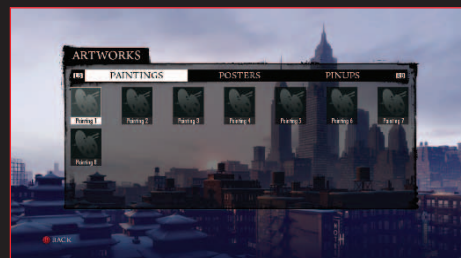 ARTWORKS
PAINTINGS POSTERS PINUPS
Painting 1 Painting 2 Painting 3 Painting 4 Painting 5 Painting 6 Painting 7
Painting 8
BACK